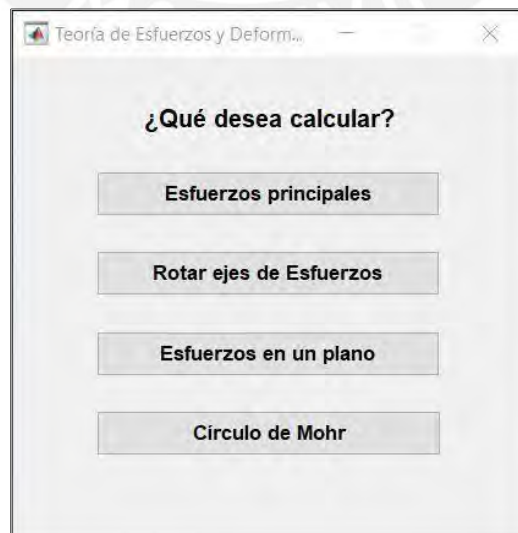 Teoría de Esfuerzos y Deform...
¿Qué desea calcular?
Esfuerzos principales
Rotar ejes de Esfuerzos
Esfuerzos en un plano
Círculo de Mohr